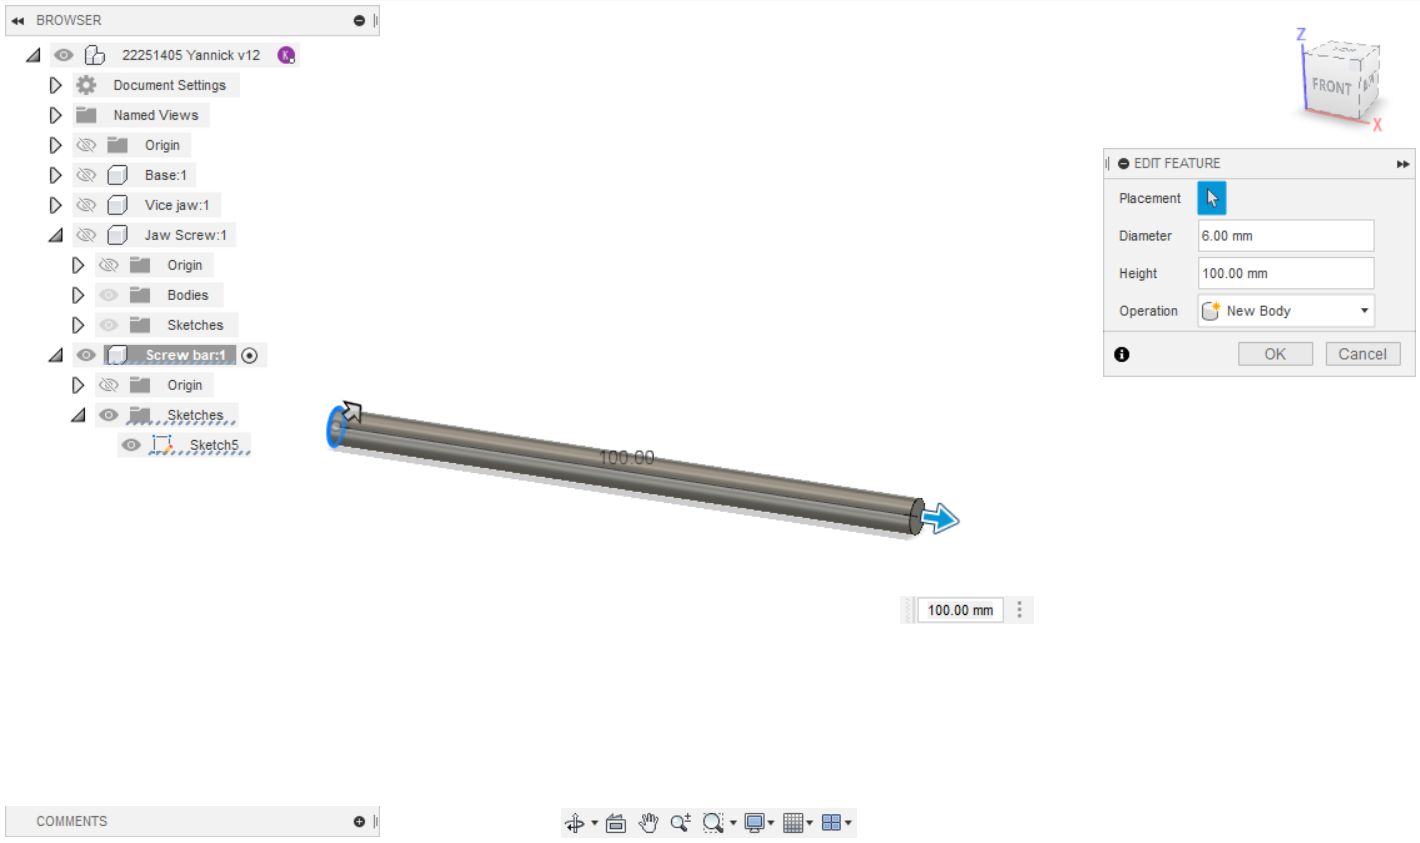 BROWSER
22251405 Yannick v12
K
Document Settings
Named Views
Origin
Base:1
Vice jaw:1
Jaw Screw:1
Origin
Bodies
Sketches
Screw bar:1
Origin
Sketches
Sketch5
100.00
100.00 mm
Z
FRONT
X
EDIT FEATURE
Placement
Diameter 6.00 mm
Height 100.00 mm
Operation New Body
OK Cancel
COMMENTS